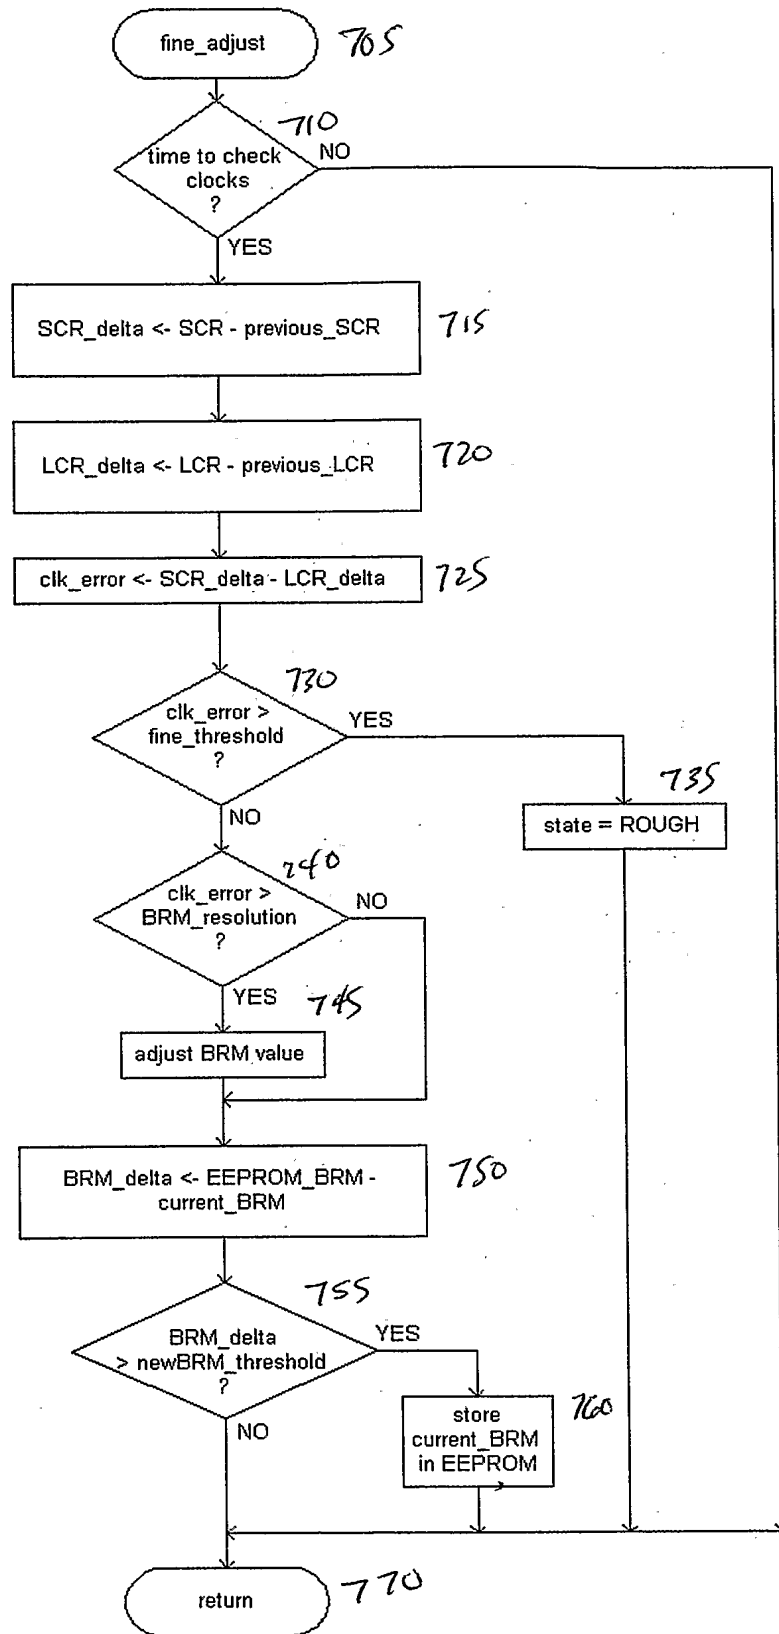 fine_adjust
705
710
time to check
clocks
?
NO
YES
SCR_delta <- SCR - previous_SCR
715
LCR_delta <- LCR - previous_LCR
720
clk_error <- SCR_delta - LCR_delta
725
730
clk_error >
fine_threshold
?
YES
NO
735
state = ROUGH
740
clk_error >
BRM_resolution
?
NO
YES
745
adjust BRM value
BRM_delta <- EEPROM_BRM -
current_BRM
750
755
BRM_delta
> newBRM_threshold
?
YES
NO
store
current_BRM
in EEPROM
760
return
770